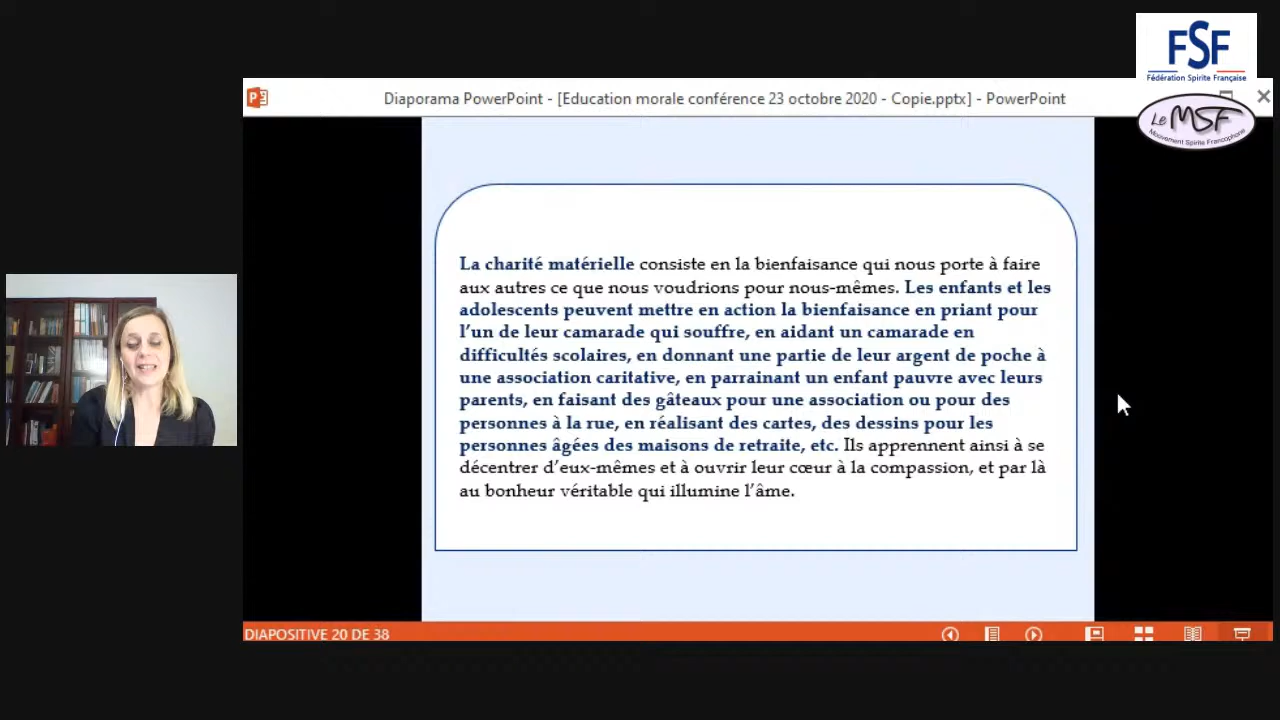 FSF
Fédération Spirite Française
Diaporama PowerPoint - [Education morale conférence 23 octobre 2020 - Copie.pptx] - PowerPoint
Le MSF
Mouvement Spirite Francophone
La charité matérielle consiste en la bienfaisance qui nous porte à faire
aux autres ce que nous voudrions pour nous-mêmes. Les enfants et les
adolescents peuvent mettre en action la bienfaisance en priant pour
l’un de leur camarade qui souffre, en aidant un camarade en
difficultés scolaires, en donnant une partie de leur argent de poche à
une association caritative, en parrainant un enfant pauvre avec leurs
parents, en faisant des gâteaux pour une association ou pour des
personnes à la rue, en réalisant des cartes, des dessins pour les
personnes âgées des maisons de retraite, etc. Ils apprennent ainsi à se
décentrer d’eux-mêmes et à ouvrir leur cœur à la compassion, et par là
au bonheur véritable qui illumine l’âme.
DIAPOSITIVE 20 DE 38